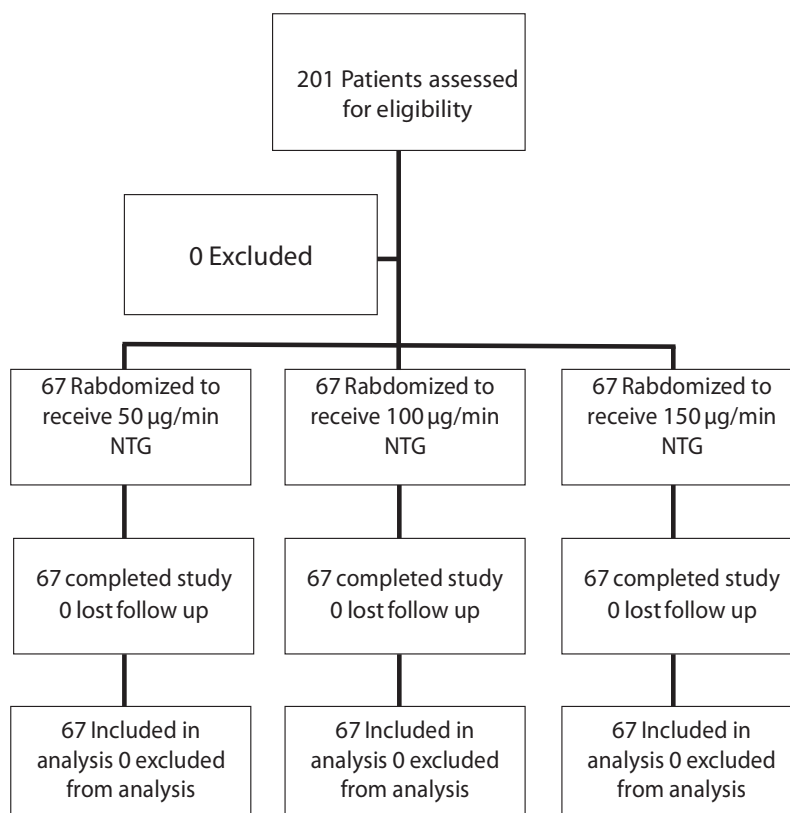 201 Patients assessed
for eligibility
0 Excluded
67 Rabdomized to
receive 50 µg/min
NTG
67 Rabdomized to
receive 100 µg/min
NTG
67 Rabdomized to
receive 150 µg/min
NTG
67 completed study
0 lost follow up
67 completed study
0 lost follow up
67 completed study
0 lost follow up
67 Included in
analysis 0 excluded
from analysis
67 Included in
analysis 0 excluded
from analysis
67 Included in
analysis 0 excluded
from analysis